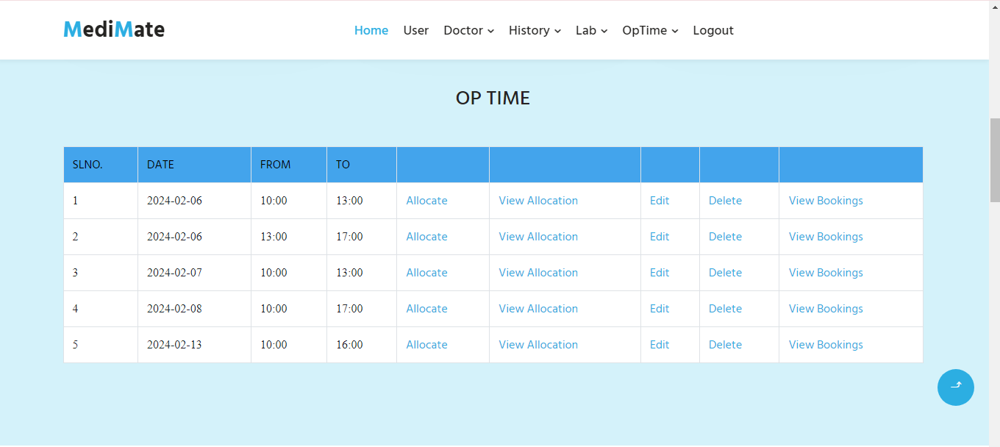 MediMate Home User Doctor History Lab OpTime Logout
OP TIME
SLNO. DATE FROM TO
1 2024-02-06 10:00 13:00 Allocate View Allocation Edit Delete View Bookings
2 2024-02-06 13:00 17:00 Allocate View Allocation Edit Delete View Bookings
3 2024-02-07 10:00 13:00 Allocate View Allocation Edit Delete View Bookings
4 2024-02-08 10:00 17:00 Allocate View Allocation Edit Delete View Bookings
5 2024-02-13 10:00 16:00 Allocate View Allocation Edit Delete View Bookings